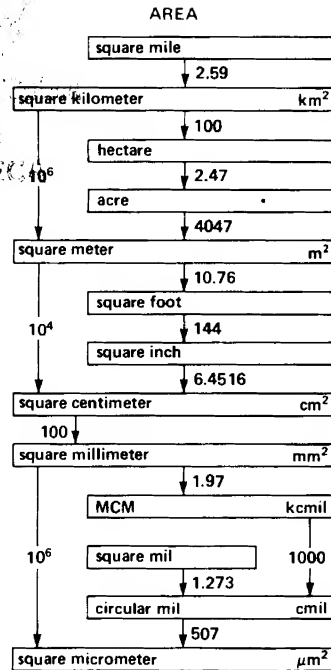 AREA
square mile
2.59
square kilometer km²
100
hectare
10⁶ 2.47
acre
4047
square meter m²
10.76
square foot
10⁴ 144
square inch
6.4516
square centimeter cm²
100
square millimeter mm²
1.97
MCM kcmil
10⁶ square mil 1000
1.273
circular mil cmil
507
square micrometer μm²